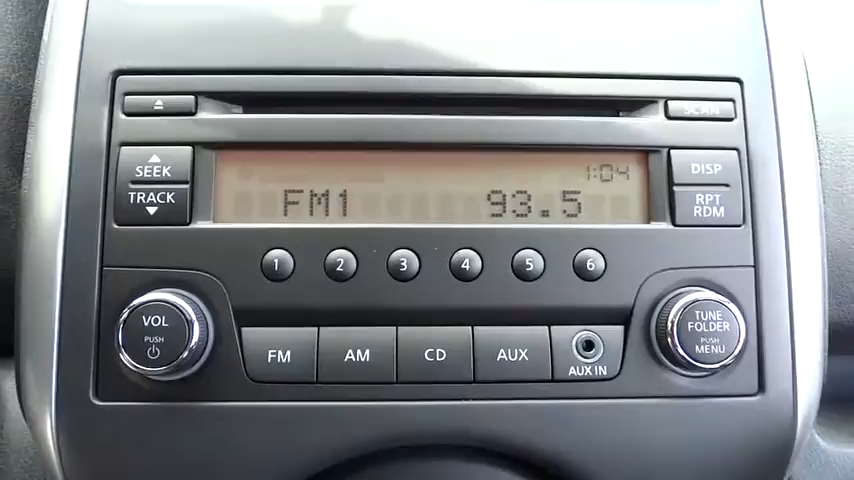 SCAN
SEEK
TRACK
1:04
FM1 93.5
DISP
RPT
RDM
1 2 3 4 5 6
VOL
PUSH
TUNE
FOLDER
PUSH
MENU
FM AM CD AUX
AUX IN